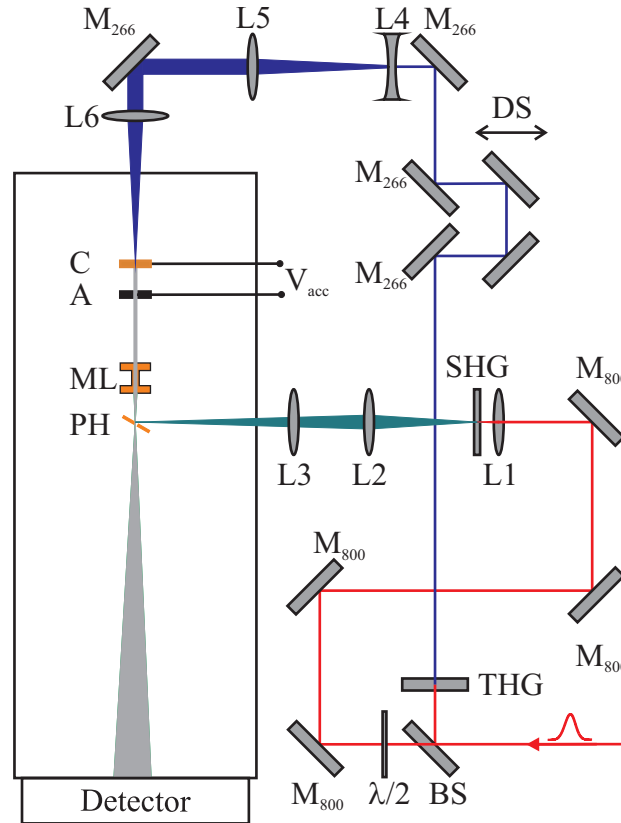 M266
L5
L4
M266
L6
DS
M266
C
Vacc
A
M266
SHG
M800
ML
PH
L3
L2
L1
M800
M800
THG
M800
λ/2
BS
Detector